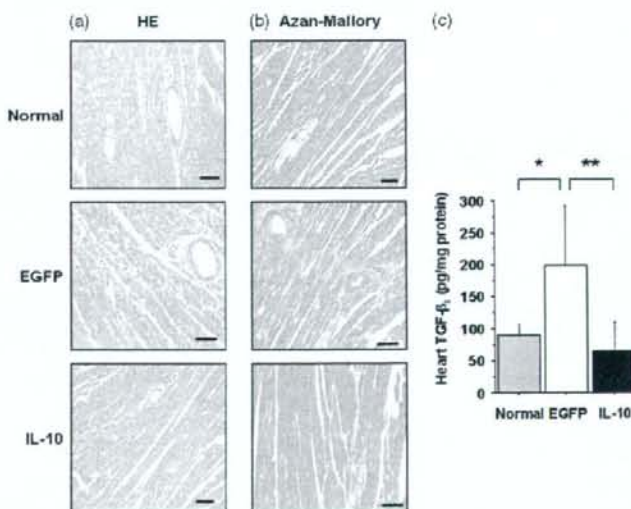 (a) HE
(b) Azan-Mallory
(c)
Normal
EGFP
IL-10
* **
Heart TGF-β₁ (pg/mg protein)
300
250
200
150
100
50
0
Normal EGFP IL-10